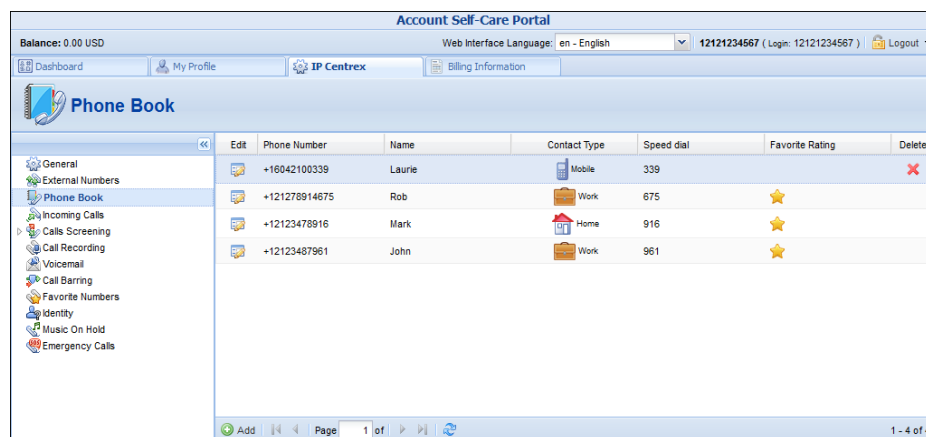 Account Self-Care Portal
Balance: 0.00 USD Web Interface Language: en - English 12121234567 ( Login: 12121234567 ) Logout
Dashboard My Profile IP Centrex Billing Information
Phone Book
Edit Phone Number Name Contact Type Speed dial Favorite Rating Delete
General
External Numbers
Phone Book
Incoming Calls
Calls Screening
Call Recording
Voicemail
Call Barring
Favorite Numbers
Identity
Music On Hold
Emergency Calls
+16042100339 Laurie Mobile 339
+121278914675 Rob Work 675
+12123478916 Mark Home 916
+12123487961 John Work 961
Add Page 1 of 1 - 4 of